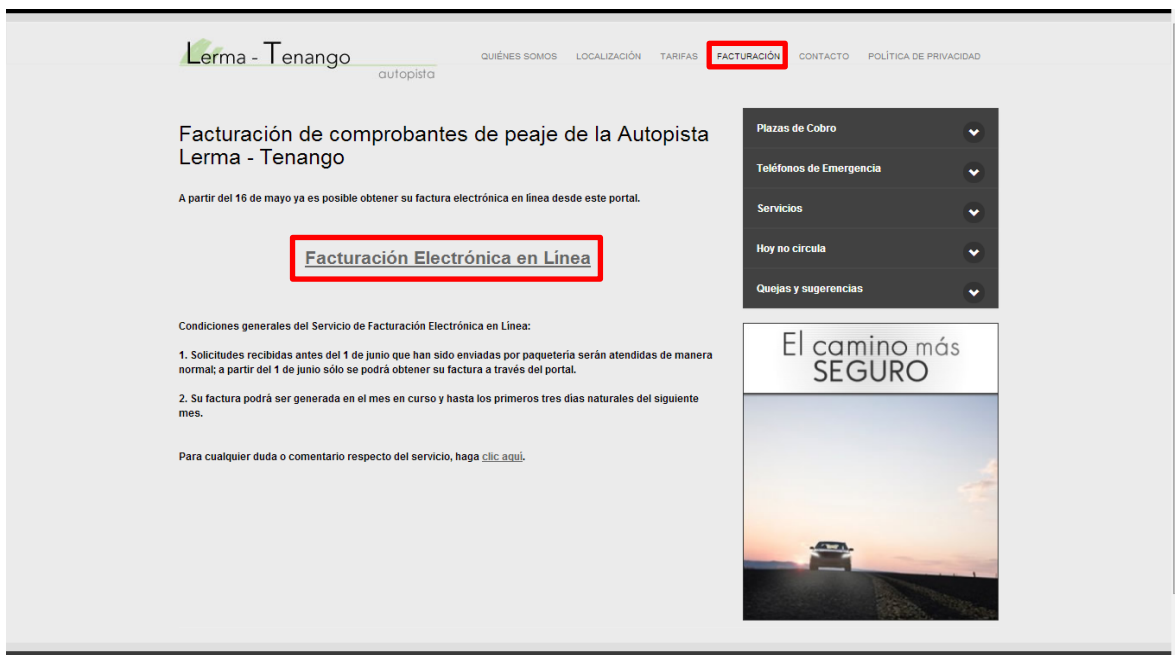 Lerma - Tenango
autopista
QUIÉNES SOMOS LOCALIZACIÓN TARIFAS FACTURACIÓN CONTACTO POLÍTICA DE PRIVACIDAD
Facturación de comprobantes de peaje de la Autopista
Lerma - Tenango
A partir del 16 de mayo ya es posible obtener su factura electrónica en línea desde este portal.
Facturación Electrónica en Línea
Condiciones generales del Servicio de Facturación Electrónica en Línea:
1. Solicitudes recibidas antes del 1 de junio que han sido enviadas por paquetería serán atendidas de manera
normal; a partir del 1 de junio sólo se podrá obtener su factura a través del portal.
2. Su factura podrá ser generada en el mes en curso y hasta los primeros tres días naturales del siguiente
mes.
Para cualquier duda o comentario respecto del servicio, haga clic aquí.
Plazas de Cobro
Teléfonos de Emergencia
Servicios
Hoy no circula
Quejas y sugerencias
El camino más
SEGURO